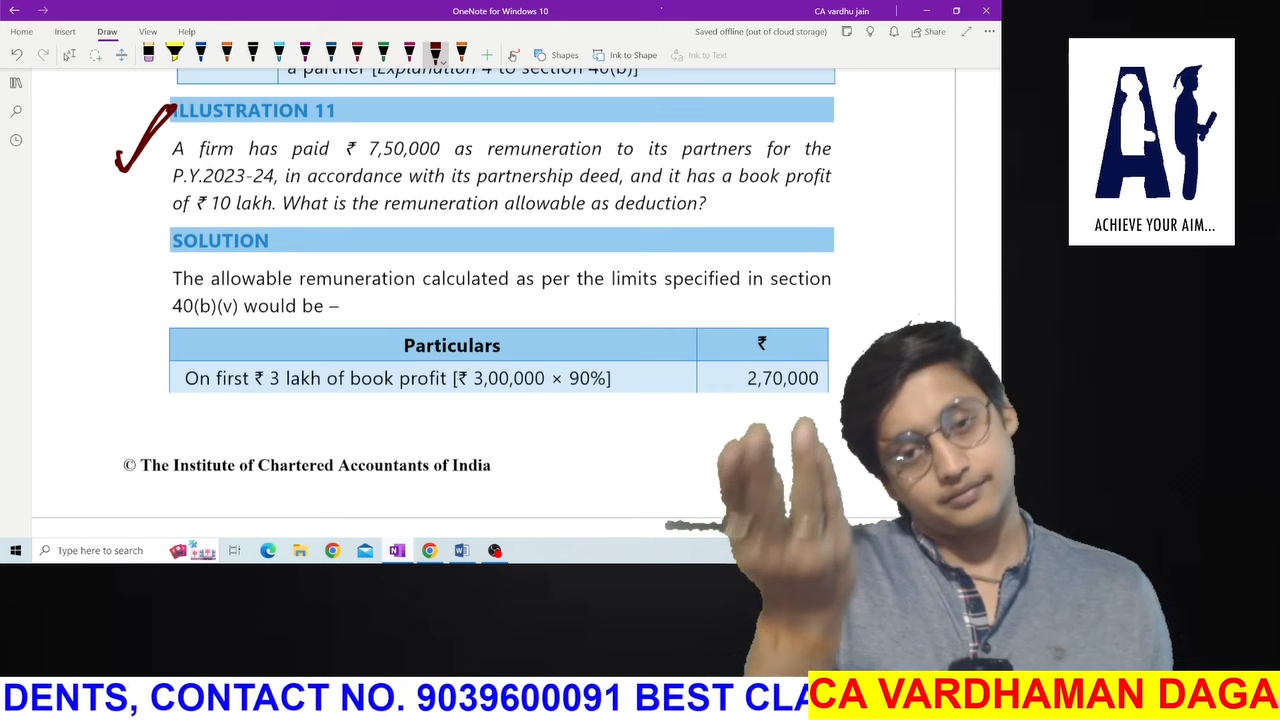 OneNote for Windows 10
CA vardhu jain
Home Insert Draw View Help
Saved offline (out of cloud storage)
Share
Shapes
Ink to Shape
Ink to Text
a partner [Explanation 4 to section 40(b)]
ILLUSTRATION 11
A firm has paid ₹ 7,50,000 as remuneration to its partners for the
P.Y.2023-24, in accordance with its partnership deed, and it has a book profit
of ₹ 10 lakh. What is the remuneration allowable as deduction?
SOLUTION
The allowable remuneration calculated as per the limits specified in section
40(b)(v) would be –
Particulars ₹
On first ₹ 3 lakh of book profit [₹ 3,00,000 × 90%] 2,70,000
© The Institute of Chartered Accountants of India
Type here to search
A
ACHIEVE YOUR AIM...
DENTS, CONTACT NO. 9039600091 BEST CLA
CA VARDHAMAN DAGA